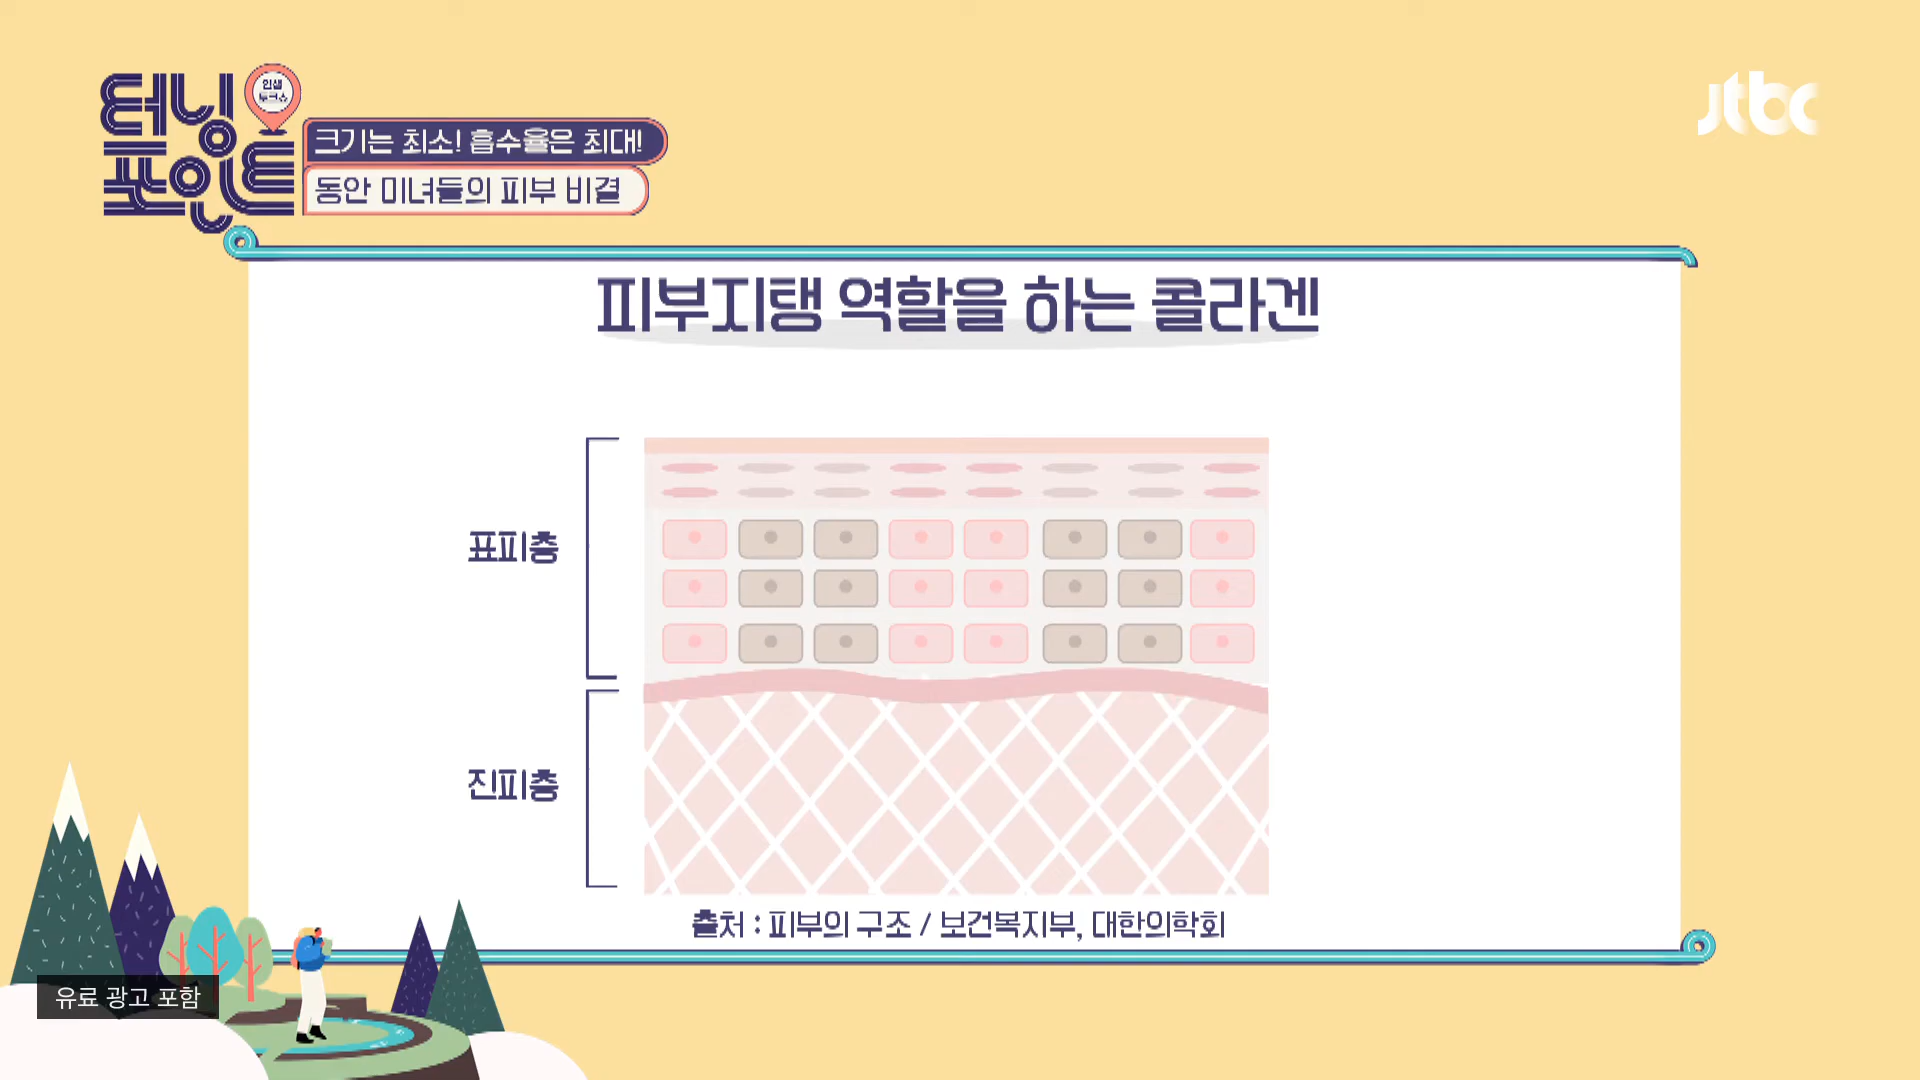 터닝
포인트
인생
토크쇼
jtbc
크기는 최소! 흡수율은 최대!
동안 미녀들의 피부 비결
피부지탱 역할을 하는 콜라겐
표피층
진피층
출처 : 피부의 구조 / 보건복지부, 대한의학회
유료 광고 포함